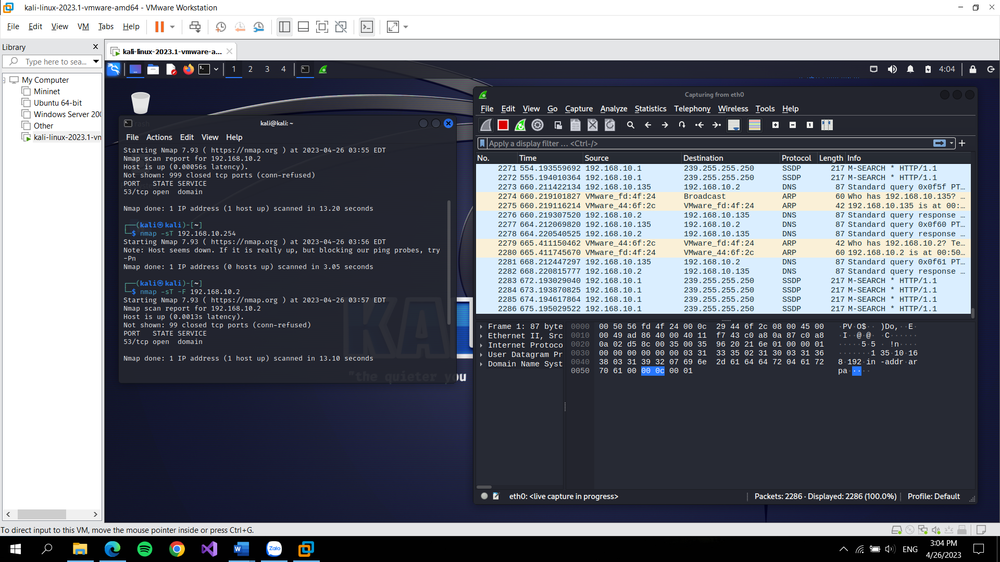 kali-linux-2023.1-vmware-amd64 - VMware Workstation
File Edit View VM Tabs Help
Library
Type here to sea...
My Computer
Mininet
Ubuntu 64-bit
Windows Server 200
Other
kali-linux-2023.1-vn
kali-linux-2023.1-vmware-a...
1 2 3 4
4:04
kali@kali: ~
File Actions Edit View Help
Starting Nmap 7.93 ( https://nmap.org ) at 2023-04-26 03:55 EDT
Nmap scan report for 192.168.10.2
Host is up (0.00056s latency).
Not shown: 999 closed tcp ports (conn-refused)
PORT STATE SERVICE
53/tcp open domain
Nmap done: 1 IP address (1 host up) scanned in 13.20 seconds
┌──(kali㉿kali)-[~]
└─$ nmap -sT 192.168.10.254
Starting Nmap 7.93 ( https://nmap.org ) at 2023-04-26 03:56 EDT
Note: Host seems down. If it is really up, but blocking our ping probes, try
-Pn
Nmap done: 1 IP address (0 hosts up) scanned in 3.05 seconds
┌──(kali㉿kali)-[~]
└─$ nmap -sT -F 192.168.10.2
Starting Nmap 7.93 ( https://nmap.org ) at 2023-04-26 03:57 EDT
Nmap scan report for 192.168.10.2
Host is up (0.0013s latency).
Not shown: 99 closed tcp ports (conn-refused)
PORT STATE SERVICE
53/tcp open domain
Nmap done: 1 IP address (1 host up) scanned in 13.10 seconds
KAL
"the quieter you
Capturing from eth0
File Edit View Go Capture Analyze Statistics Telephony Wireless Tools Help
Apply a display filter ... <Ctrl-/>
No. Time Source Destination Protocol Length Info
2271 554.193559692 192.168.10.1 239.255.255.250 SSDP 217 M-SEARCH * HTTP/1.1
2272 555.194010364 192.168.10.1 239.255.255.250 SSDP 217 M-SEARCH * HTTP/1.1
2273 660.211422134 192.168.10.135 192.168.10.2 DNS 87 Standard query 0x0f5f PT...
2274 660.219101827 VMware_fd:4f:24 Broadcast ARP 60 Who has 192.168.10.135? ...
2275 660.219116214 VMware_44:6f:2c VMware_fd:4f:24 ARP 42 192.168.10.135 is at 00:...
2276 660.219307520 192.168.10.2 192.168.10.135 DNS 87 Standard query response ...
2277 664.212069820 192.168.10.135 192.168.10.2 DNS 87 Standard query 0x0f60 PT...
2278 664.220540525 192.168.10.2 192.168.10.135 DNS 87 Standard query response ...
2279 665.411150462 VMware_44:6f:2c VMware_fd:4f:24 ARP 42 Who has 192.168.10.2? Te...
2280 665.411745670 VMware_fd:4f:24 VMware_44:6f:2c ARP 60 192.168.10.2 is at 00:50...
2281 668.212447297 192.168.10.135 192.168.10.2 DNS 87 Standard query 0x0f61 PT...
2282 668.220815777 192.168.10.2 192.168.10.135 DNS 87 Standard query response ...
2283 672.193029040 192.168.10.1 239.255.255.250 SSDP 217 M-SEARCH * HTTP/1.1
2284 673.193870825 192.168.10.1 239.255.255.250 SSDP 217 M-SEARCH * HTTP/1.1
2285 674.194617864 192.168.10.1 239.255.255.250 SSDP 217 M-SEARCH * HTTP/1.1
2286 675.195029522 192.168.10.1 239.255.255.250 SSDP 217 M-SEARCH * HTTP/1.1
Frame 1: 87 byte
Ethernet II, Src
Internet Protoco
User Datagram Pr
Domain Name Syst
0000 00 50 56 fd 4f 24 00 0c 29 44 6f 2c 08 00 45 00 ·PV·O$·· )Do,··E·
0010 00 49 ad 86 40 00 40 11 f7 43 c0 a8 0a 87 c0 a8 ·I··@·@· ·C······
0020 0a 02 d5 8c 00 35 00 35 96 20 21 6e 01 00 00 01 ·····5·5 · !n····
0030 00 00 00 00 00 00 03 31 33 35 02 31 30 03 31 36 ·······1 35·10·16
0040 38 03 31 39 32 07 69 6e 2d 61 64 64 72 04 61 72 8·192·in -addr·ar
0050 70 61 00 00 0c 00 01 pa·····
eth0: <live capture in progress>
Packets: 2286 · Displayed: 2286 (100.0%)
Profile: Default
To direct input to this VM, move the mouse pointer inside or press Ctrl+G.
Zalo
ENG
3:04 PM
4/26/2023